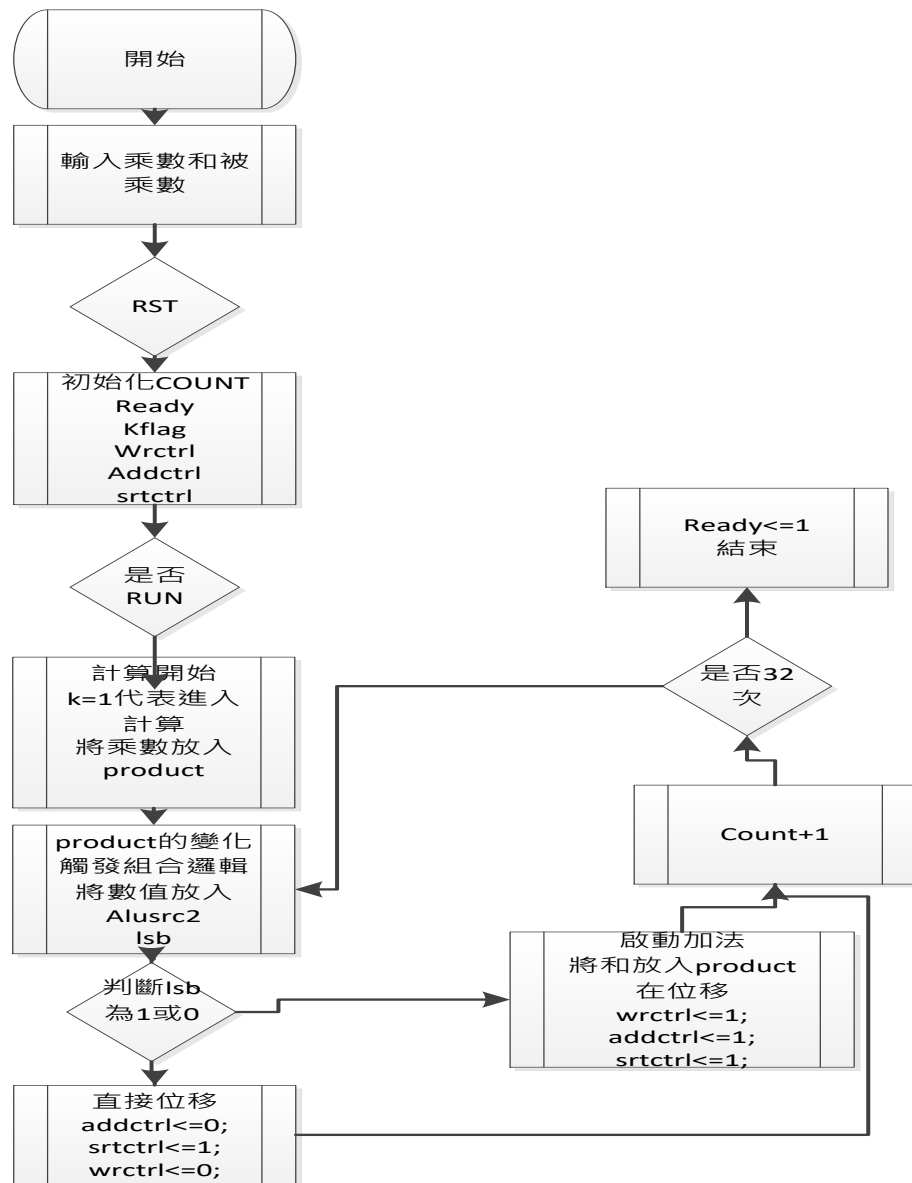 開始
輸入乘數和被
乘數
RST
初始化COUNT
Ready
Kflag
Wrctrl
Addctrl
srtctrl
是否
RUN
計算開始
k=1代表進入
計算
將乘數放入
product
product的變化
觸發組合邏輯
將數值放入
Alusrc2
lsb
判斷lsb
為1或0
直接位移
addctrl<=0;
srtctrl<=1;
wrctrl<=0;
啟動加法
將和放入product
在位移
wrctrl<=1;
addctrl<=1;
srtctrl<=1;
Count+1
是否32
次
Ready<=1
結束